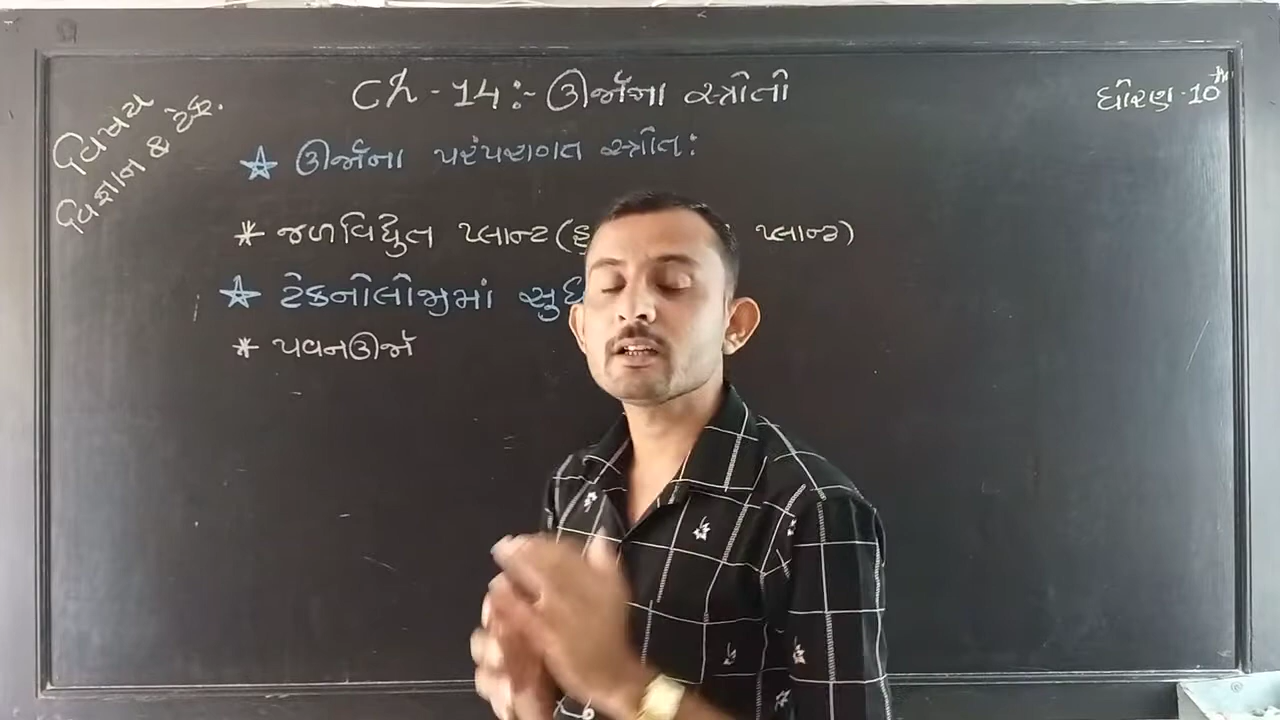 વિષય
વિજ્ઞાન & ટેક.
Ch - 14 :- ઊર્જાના સ્ત્રોતો
ધોરણ - 10th
ઊર્જાના પરંપરાગત સ્ત્રોત :
* જળવિદ્યુત પ્લાન્ટ ( પ્લાન્ટ)
ટેકનોલોજીમાં
* પવનઊર્જા